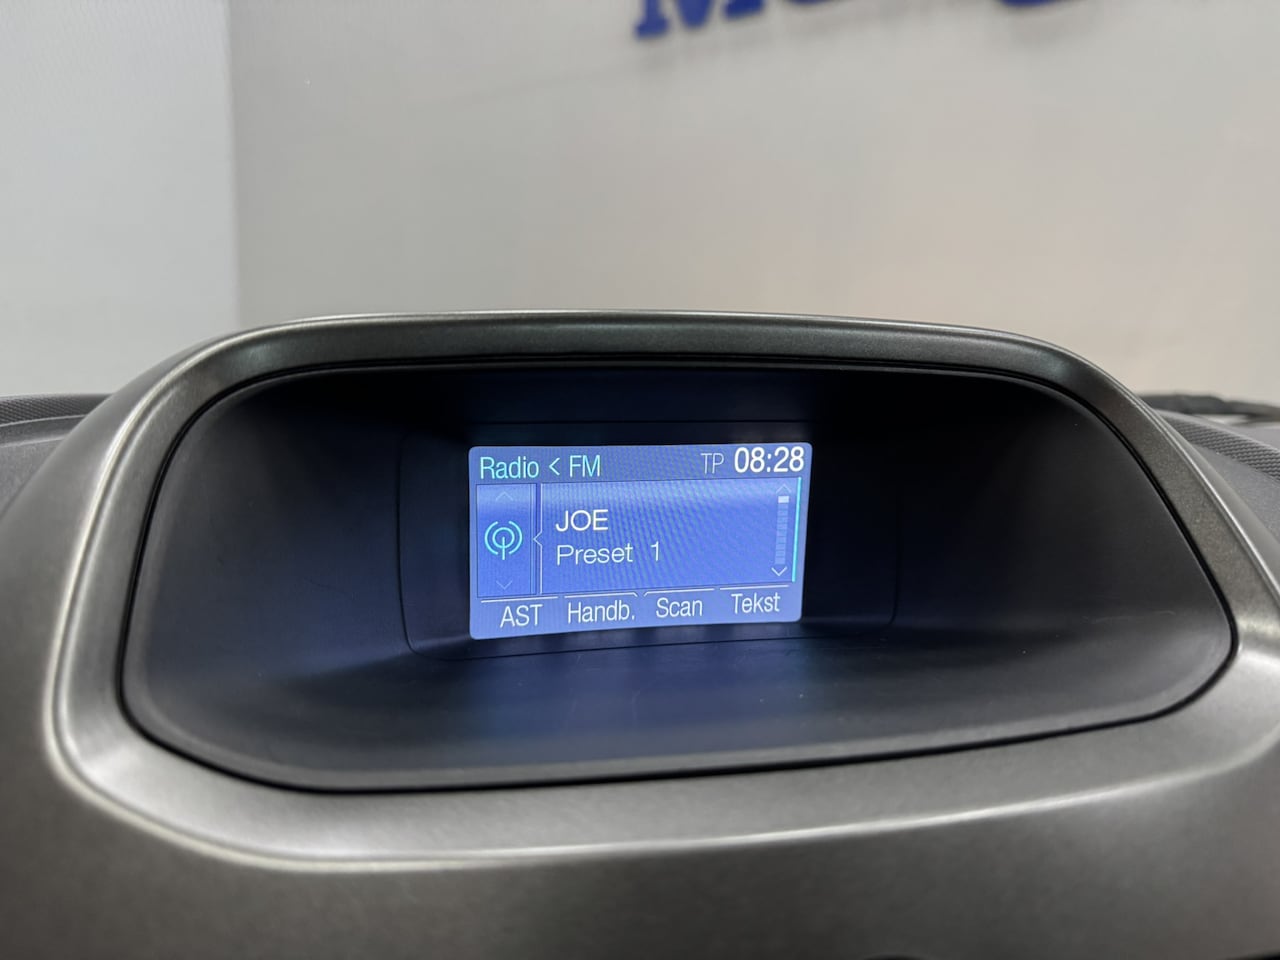 Radio < FM TP 08:28
JOE
Preset 1
AST Handb. Scan Tekst